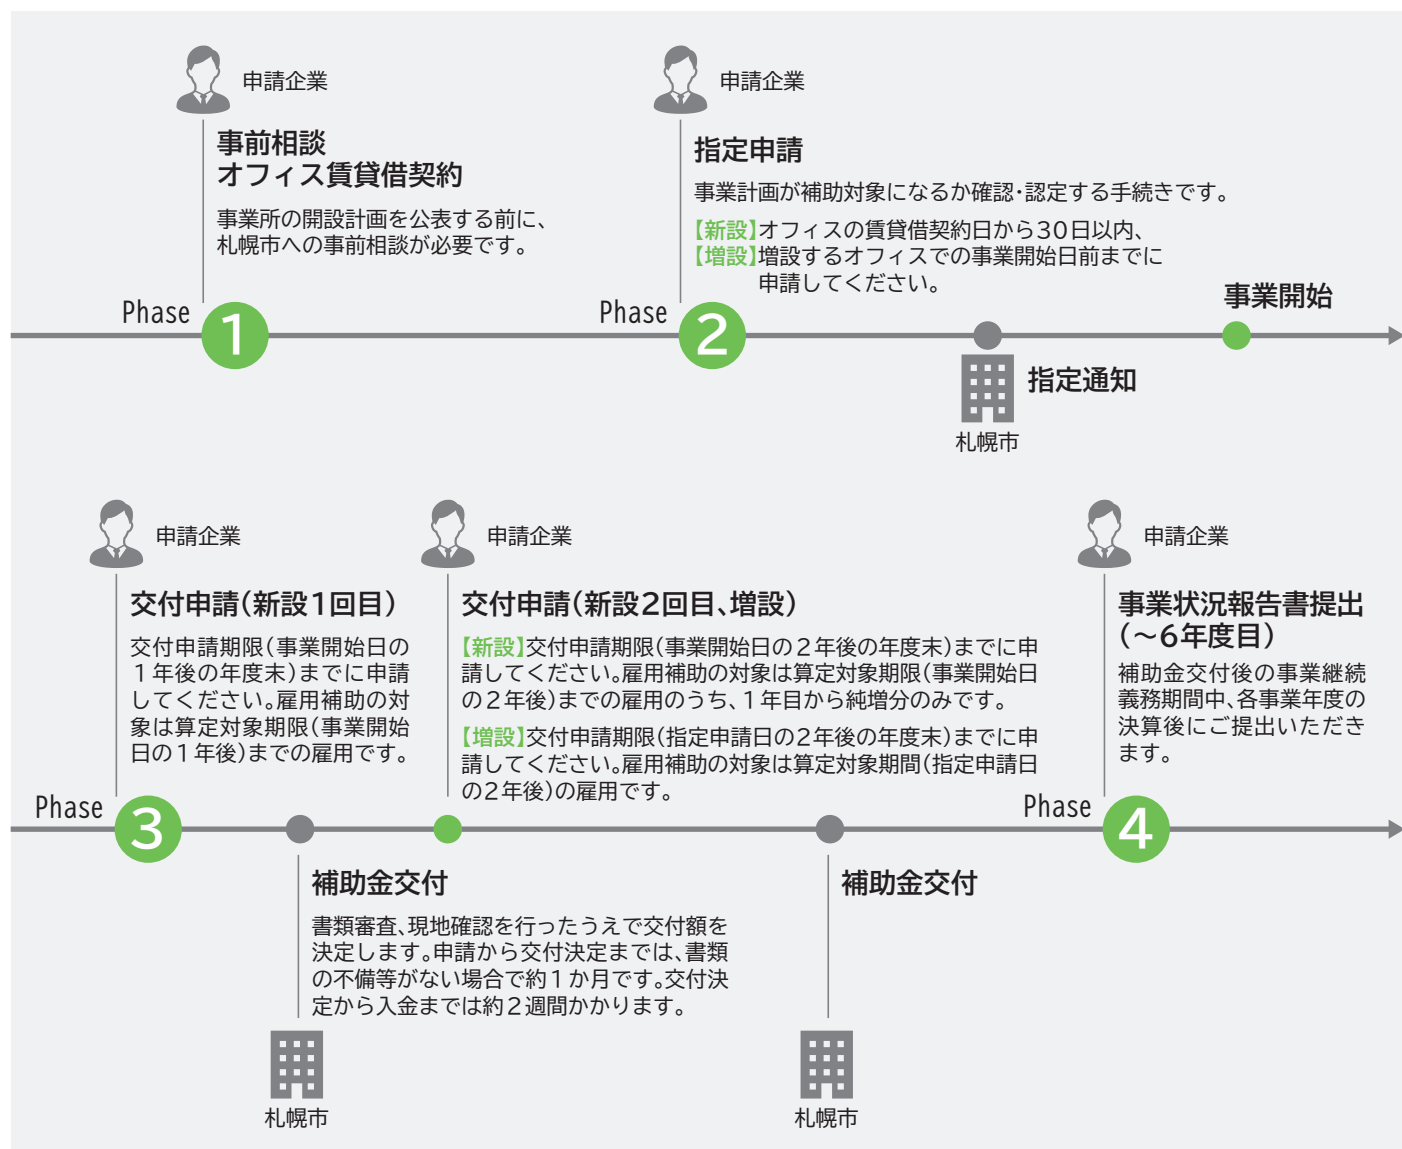 申請企業
事前相談
オフィス賃貸借契約
事業所の開設計画を公表する前に、
札幌市への事前相談が必要です。
Phase
1
申請企業
指定申請
事業計画が補助対象になるか確認・認定する手続きです。
【新設】オフィスの賃貸借契約日から30日以内、
【増設】増設するオフィスでの事業開始日前までに
申請してください。
Phase
2
指定通知
札幌市
事業開始
申請企業
交付申請（新設1回目）
交付申請期限（事業開始日の
1年後の年度末）までに申請
してください。雇用補助の対
象は算定対象期限（事業開始
日の1年後）までの雇用です。
Phase
3
補助金交付
書類審査、現地確認を行ったうえで交付額を
決定します。申請から交付決定までは、書類
の不備等がない場合で約1か月です。交付決
定から入金までは約2週間かかります。
札幌市
申請企業
交付申請（新設2回目、増設）
【新設】交付申請期限（事業開始日の2年後の年度末）までに申
請してください。雇用補助の対象は算定対象期限（事業開始日
の2年後）までの雇用のうち、1年目から純増分のみです。
【増設】交付申請期限（指定申請日の2年後の年度末）までに申
請してください。雇用補助の対象は算定対象期間（指定申請日
の2年後）の雇用です。
補助金交付
札幌市
申請企業
事業状況報告書提出
（～6年度目）
補助金交付後の事業継続
義務期間中、各事業年度の
決算後にご提出いただき
ます。
Phase
4